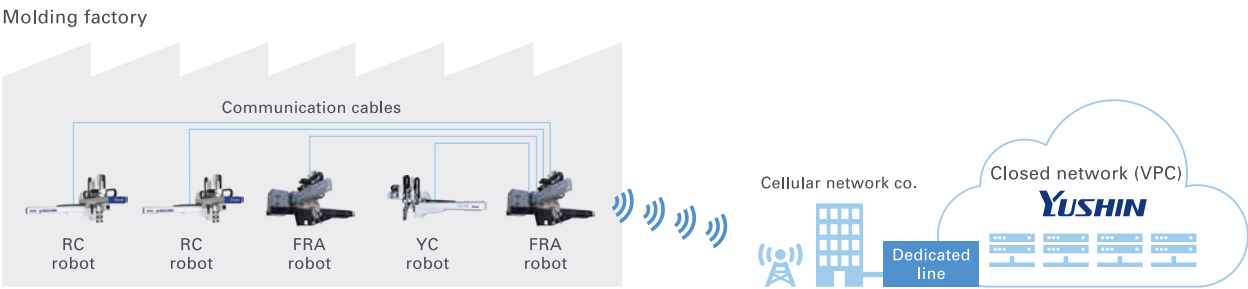 Molding factory
Communication cables
RC
robot
RC
robot
FRA
robot
YC
robot
FRA
robot
Cellular network co.
Dedicated
line
Closed network (VPC)
YUSHIN